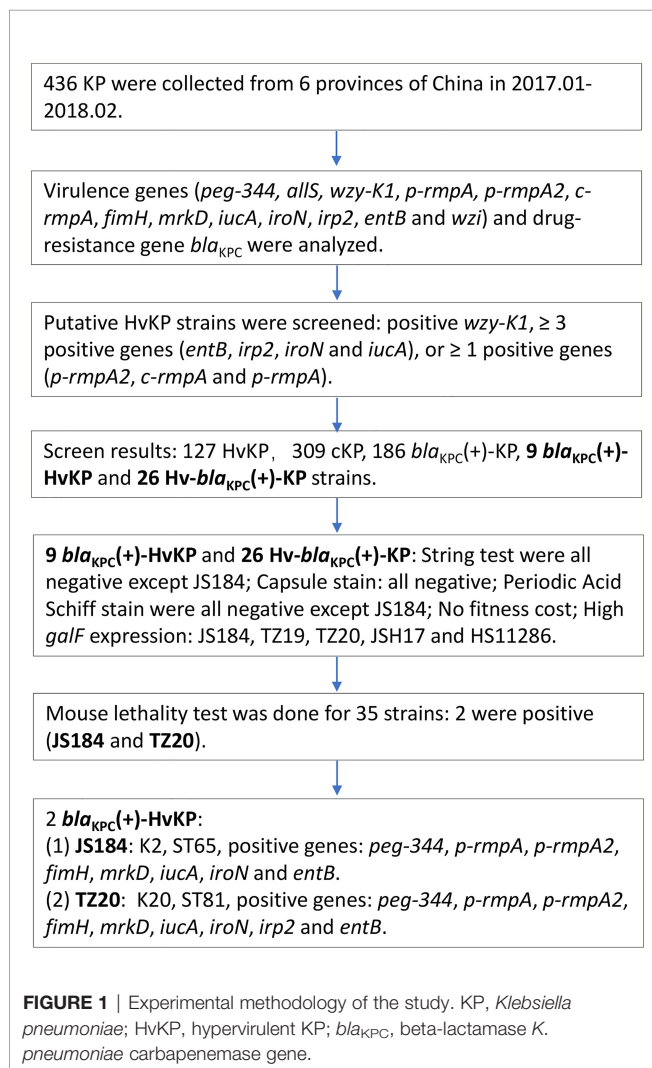 436 KP were collected from 6 provinces of China in 2017.01-
2018.02.
Virulence genes (peg-344, allS, wzy-K1, p-rmpA, p-rmpA2, c-
rmpA, fimH, mrkD, iucA, iroN, irp2, entB and wzi) and drug-
resistance gene blaKPC were analyzed.
Putative HvKP strains were screened: positive wzy-K1, ≥ 3
positive genes (entB, irp2, iroN and iucA), or ≥ 1 positive genes
(p-rmpA2, c-rmpA and p-rmpA).
Screen results: 127 HvKP, 309 cKP, 186 blaKPC(+)-KP, 9 blaKPC(+)-
HvKP and 26 Hv-blaKPC(+)-KP strains.
9 blaKPC(+)-HvKP and 26 Hv-blaKPC(+)-KP: String test were all
negative except JS184; Capsule stain: all negative; Periodic Acid
Schiff stain were all negative except JS184; No fitness cost; High
galF expression: JS184, TZ19, TZ20, JSH17 and HS11286.
Mouse lethality test was done for 35 strains: 2 were positive
(JS184 and TZ20).
2 blaKPC(+)-HvKP:
(1) JS184: K2, ST65, positive genes: peg-344, p-rmpA, p-rmpA2,
fimH, mrkD, iucA, iroN and entB.
(2) TZ20: K20, ST81, positive genes: peg-344, p-rmpA, p-rmpA2,
fimH, mrkD, iucA, iroN, irp2 and entB.
FIGURE 1 | Experimental methodology of the study. KP, Klebsiella
pneumoniae; HvKP, hypervirulent KP; blaKPC, beta-lactamase K.
pneumoniae carbapenemase gene.